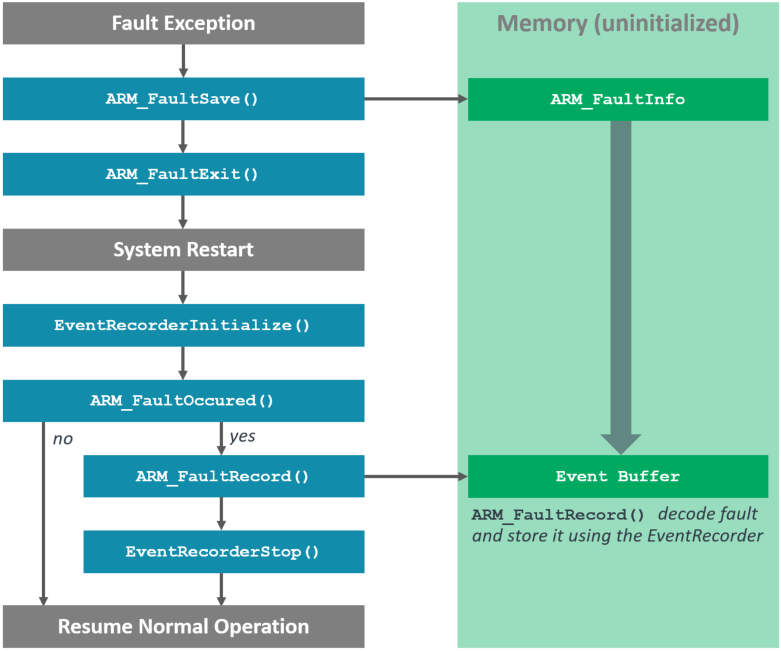 Fault Exception
Memory (uninitialized)
ARM_FaultSave()
ARM_FaultInfo
ARM_FaultExit()
System Restart
EventRecorderInitialize()
ARM_FaultOccured()
no
yes
ARM_FaultRecord()
Event Buffer
ARM_FaultRecord() decode fault
and store it using the EventRecorder
EventRecorderStop()
Resume Normal Operation